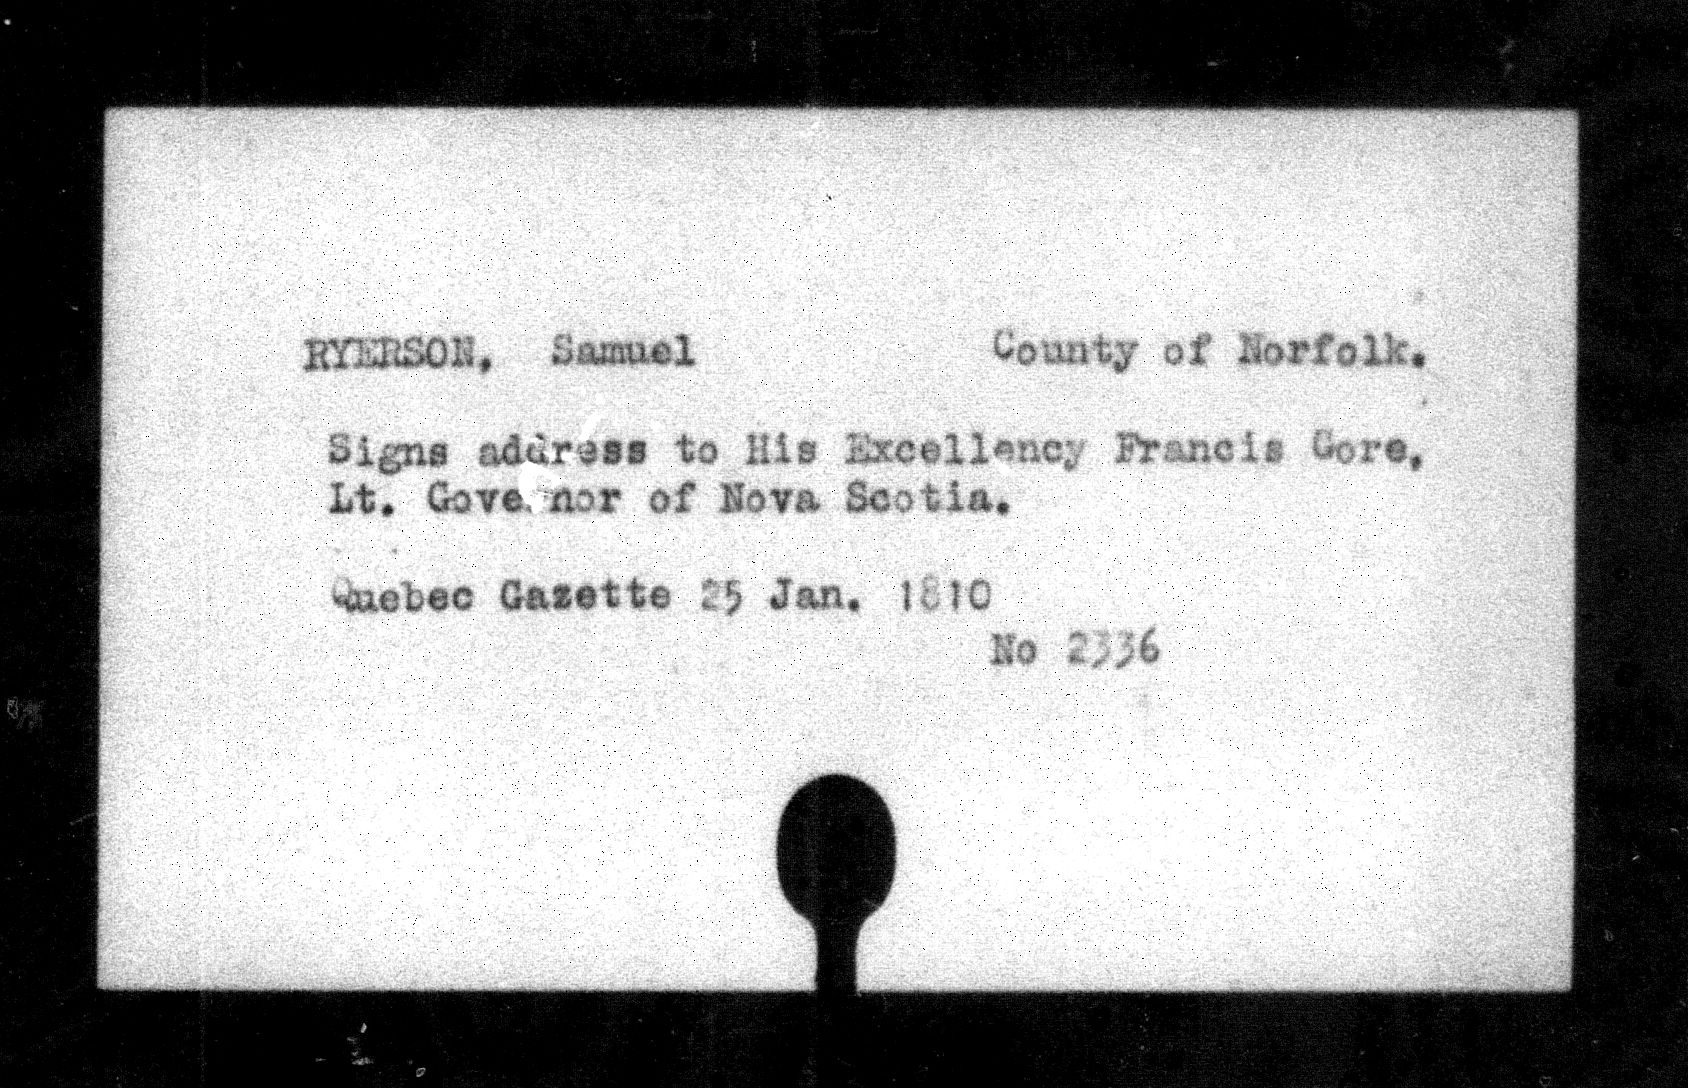 RYERSON, Samuel County of Norfolk.
Signs address to His Excellency Francis Gore,
Lt. Governor of Nova Scotia.
Quebec Gazette 25 Jan. 1810
No 2336